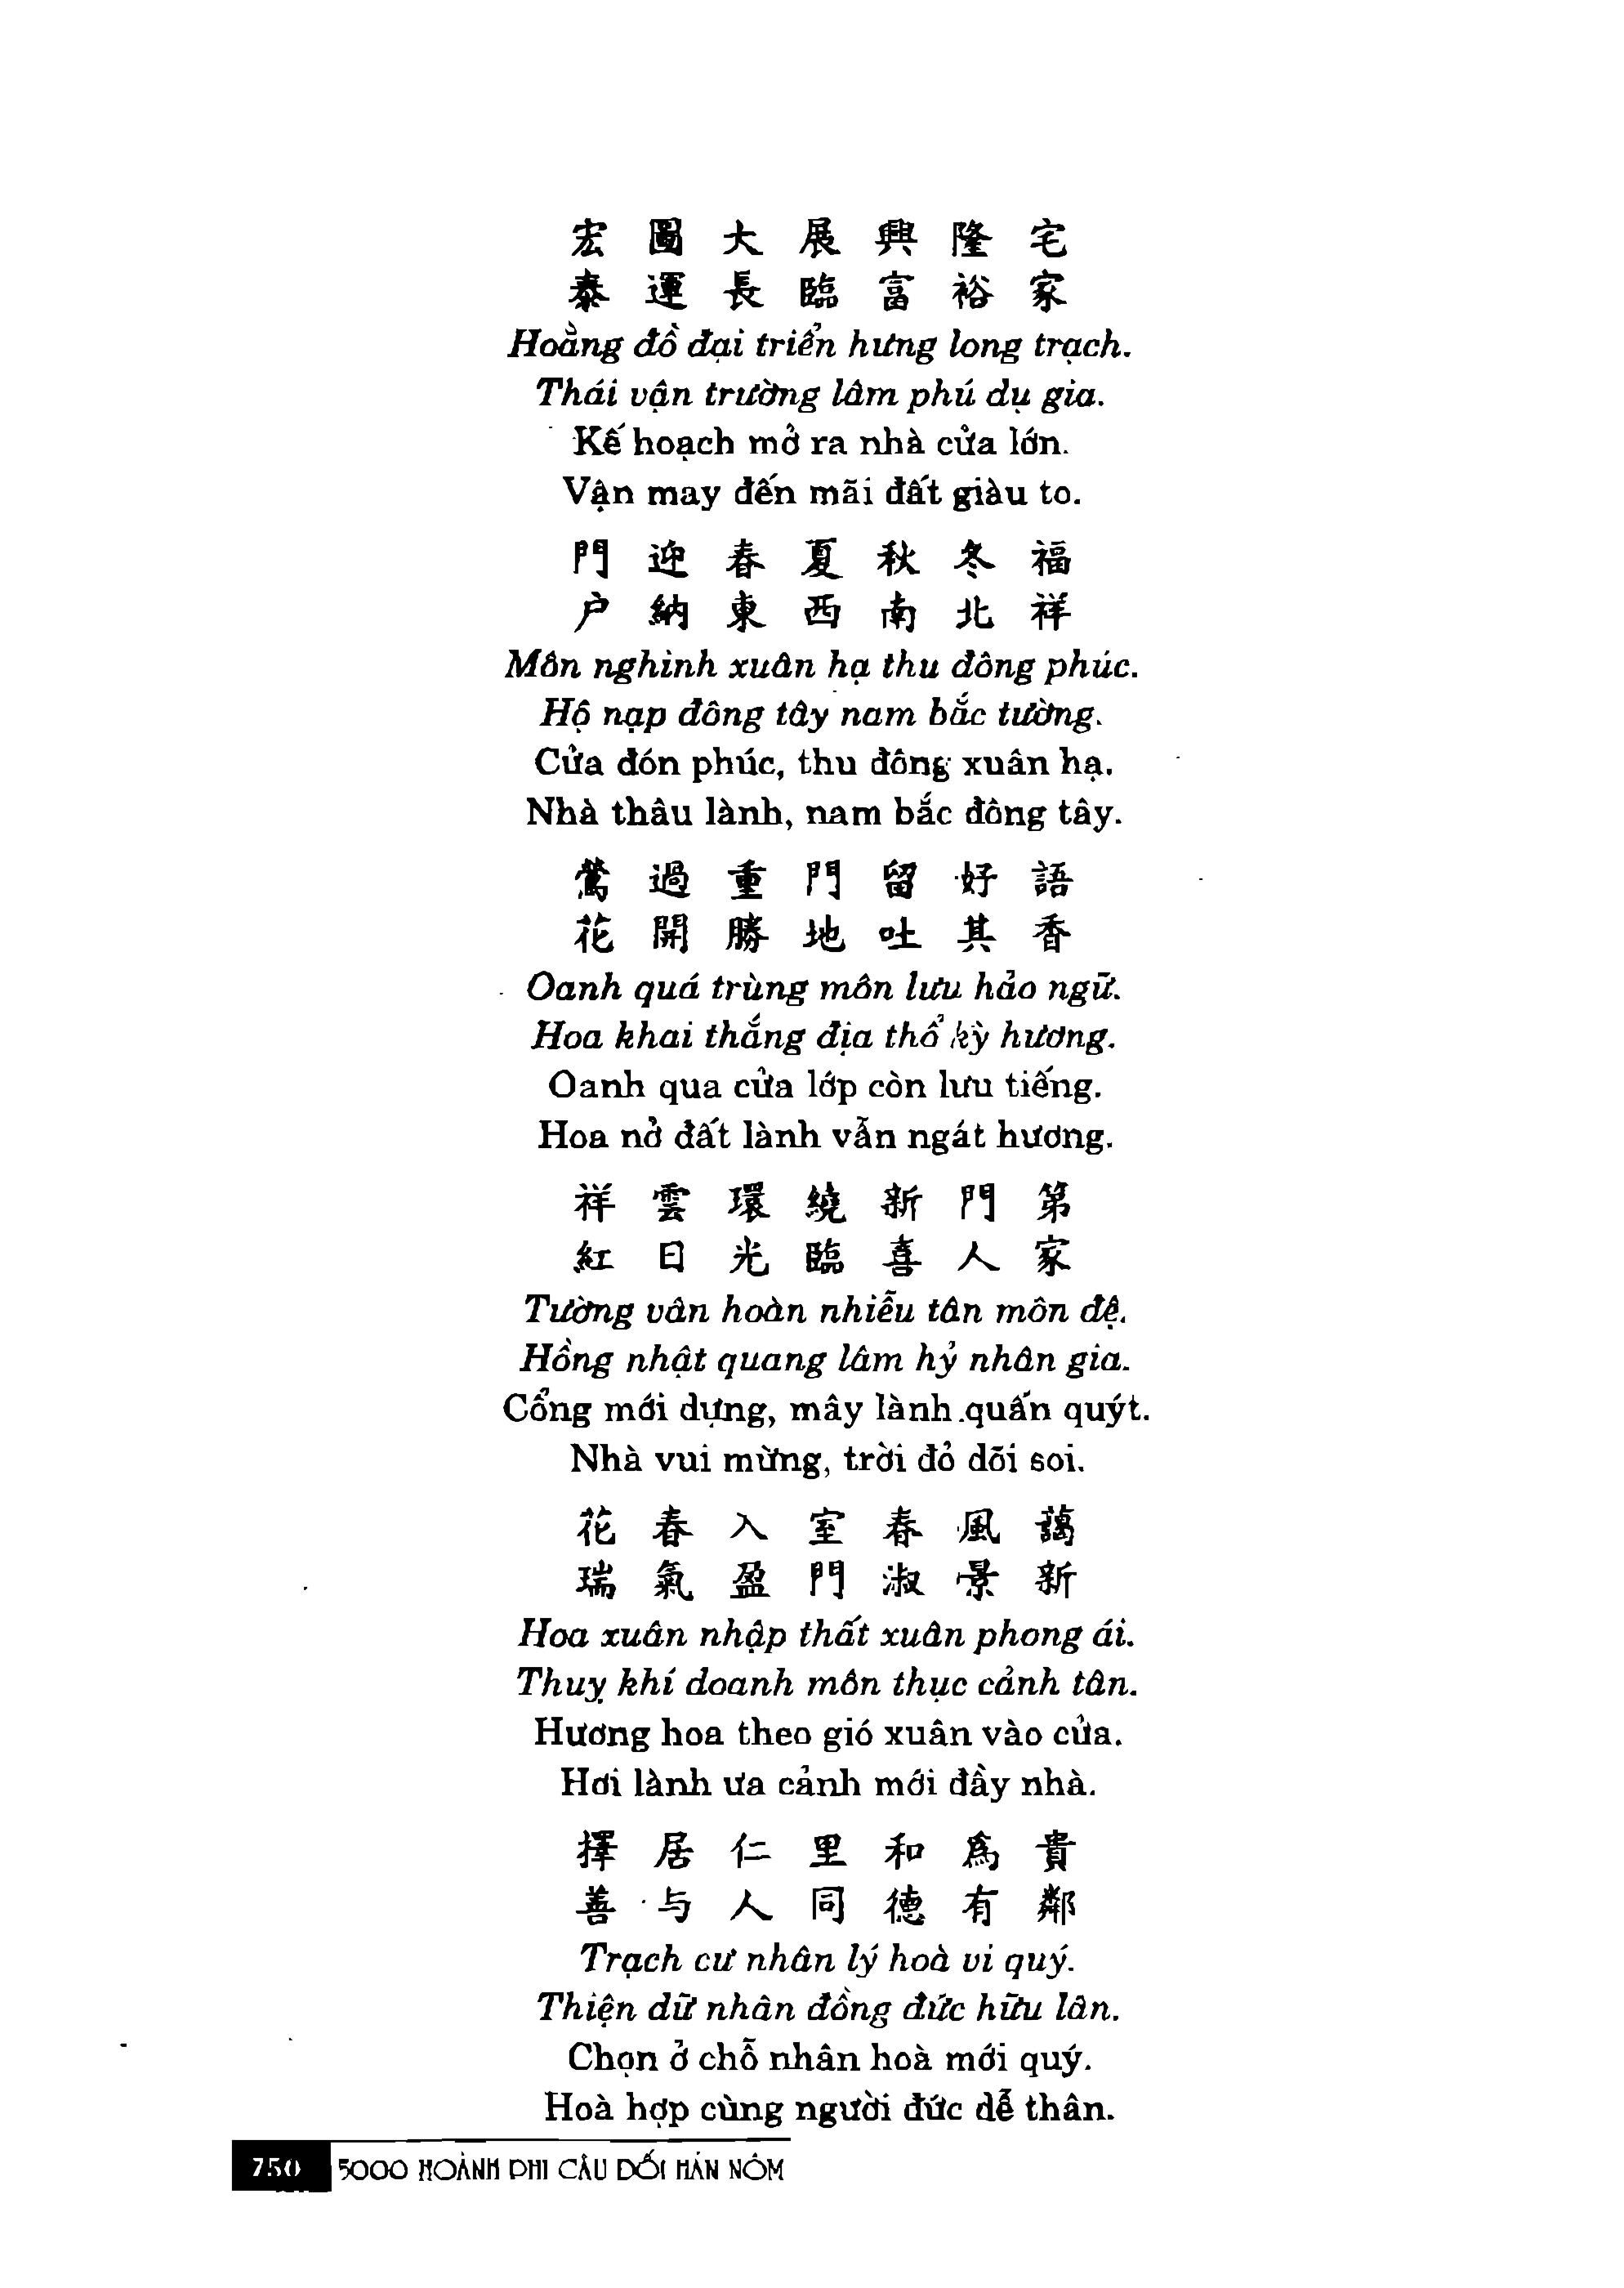 宏圖大展興隆宅
泰運長臨富裕家
Hoằng đồ đại triển hưng long trạch.
Thái vận trường lâm phú dụ gia.
Kế hoạch mở ra nhà cửa lớn.
Vận may đến mãi đất giàu to.
門迎春夏秋冬福
户納東西南北祥
Môn nghình xuân hạ thu đông phúc.
Hộ nạp đông tây nam bắc tường.
Cửa đón phúc, thu đông xuân hạ.
Nhà thâu lành, nam bắc đông tây.
鶯過重門留好語
花開勝地吐其香
Oanh quá trùng môn lưu hảo ngữ.
Hoa khai thắng địa thổ kỳ hương.
Oanh qua cửa lớp còn lưu tiếng.
Hoa nở đất lành vẫn ngát hương.
祥雲環繞新門第
紅日光臨喜人家
Tường vân hoàn nhiễu tân môn đệ.
Hồng nhật quang lâm hỷ nhân gia.
Cổng mới dựng, mây lành quấn quýt.
Nhà vui mừng, trời đỏ dõi soi.
花春入室春風藹
瑞氣盈門淑景新
Hoa xuân nhập thất xuân phong ái.
Thuỵ khí doanh môn thục cảnh tân.
Hương hoa theo gió xuân vào cửa.
Hơi lành ưa cảnh mới đầy nhà.
擇居仁里和為貴
善与人同德有鄰
Trạch cư nhân lý hoà vi quý.
Thiện dữ nhân đồng đức hữu lân.
Chọn ở chỗ nhân hoà mới quý.
Hoà hợp cùng người đức dễ thân.
750 5000 HOÀNH PHI CÂU ĐỐI HÁN NÔM